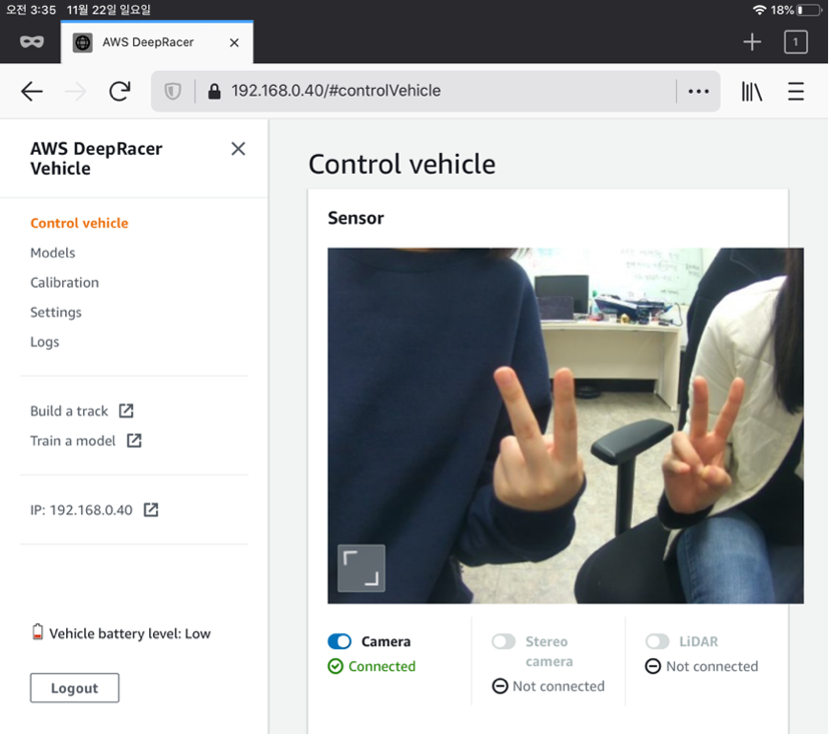 오전 3:35 11월 22일 일요일
18%
AWS DeepRacer
1
192.168.0.40/#controlVehicle
AWS DeepRacer
Vehicle
Control vehicle
Models
Calibration
Settings
Logs
Build a track
Train a model
IP: 192.168.0.40
Vehicle battery level: Low
Logout
Control vehicle
Sensor
Camera
Connected
Stereo
camera
Not connected
LiDAR
Not connected